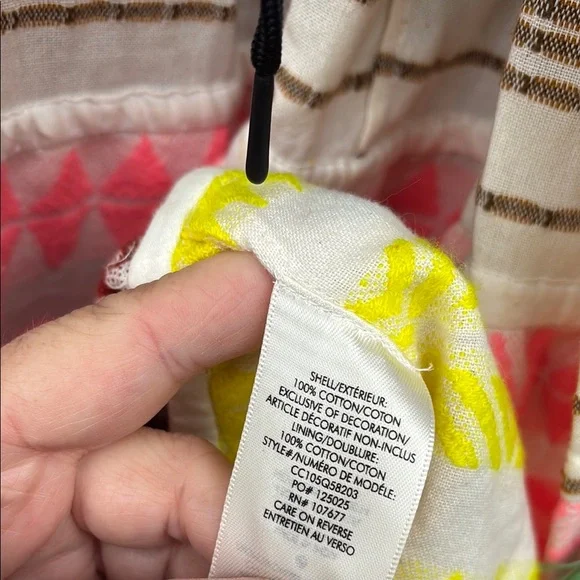 SHELL/EXTÉRIEUR:
100% COTTON/COTON
EXCLUSIVE OF DECORATION/
ARTICLE DÉCORATIF NON-INCLUS
LINING/DOUBLURE:
100% COTTON/COTON
STYLE#/NUMÉRO DE MODÈLE:
CC105Q58203
PO# 125025
RN# 107677
CARE ON REVERSE
ENTRETIEN AU VERSO